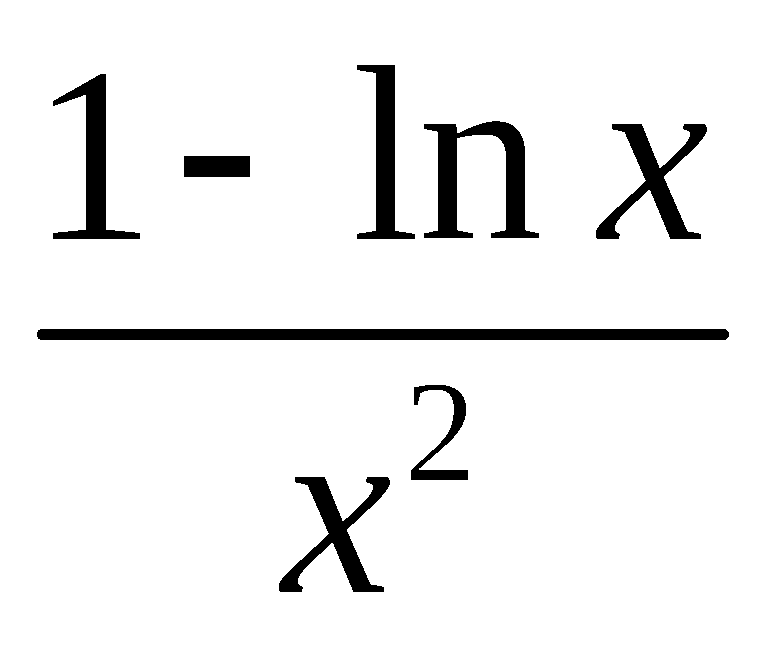 1- ln x
x²